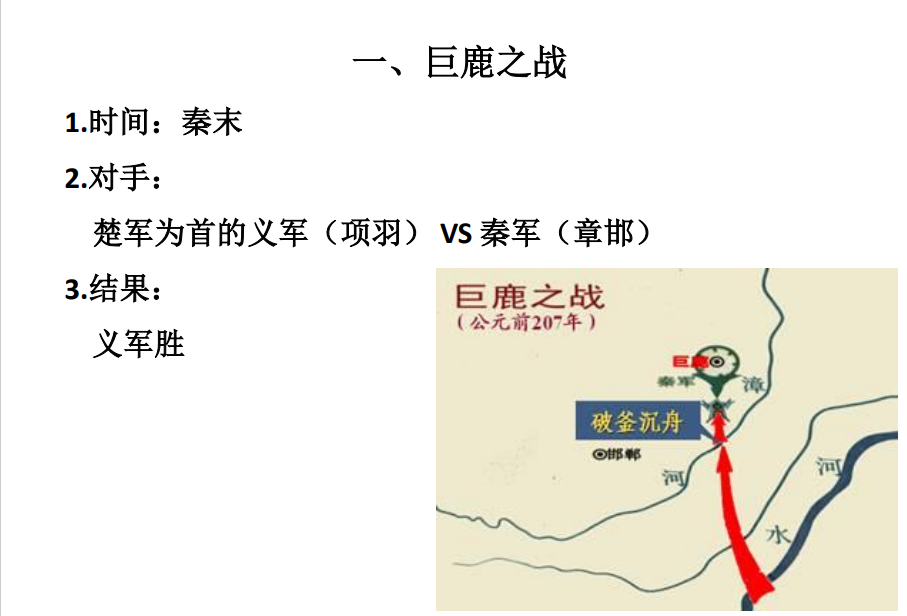 一、巨鹿之战
1.时间：秦末
2.对手：
楚军为首的义军（项羽） VS 秦军（章邯）
3.结果：
义军胜
巨鹿之战
（公元前207年）
巨鹿
秦军
漳
破釜沉舟
邯郸
河
河
水